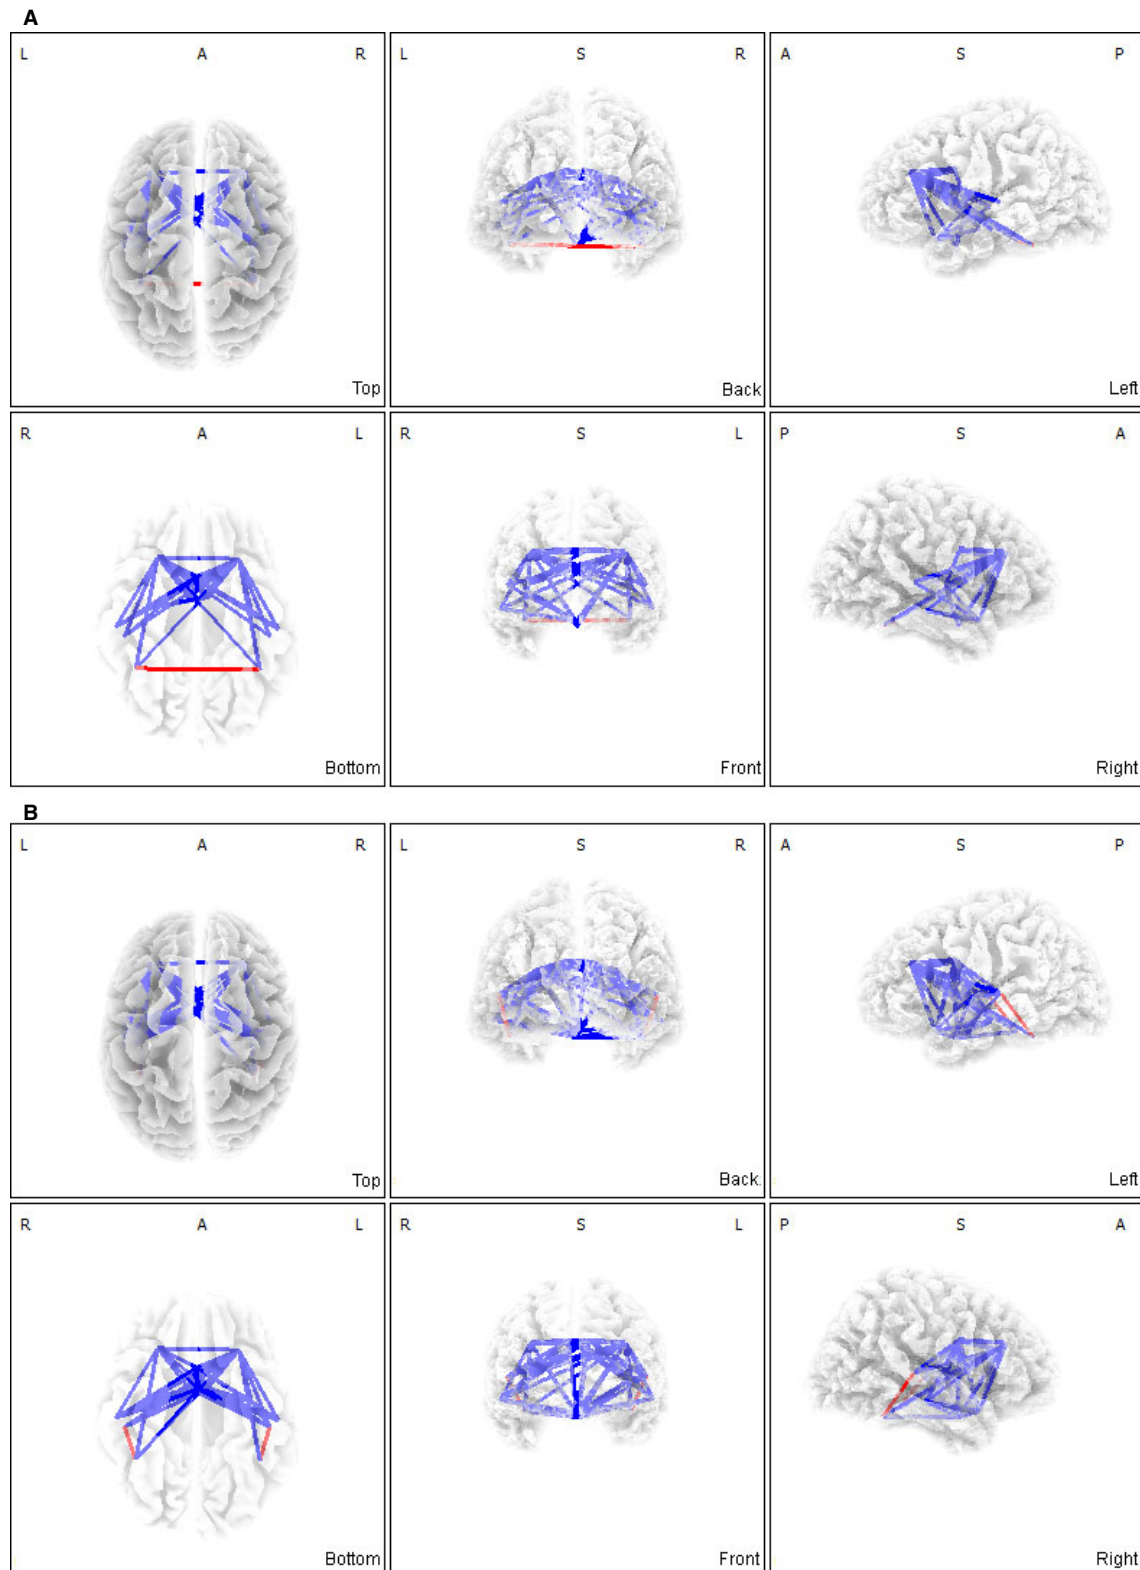 A
L A R
Top
L S R
Back
A S P
Left
R A L
Bottom
R S L
Front
P S A
Right
B
L A R
Top
L S R
Back
A S P
Left
R A L
Bottom
R S L
Front
P S A
Right